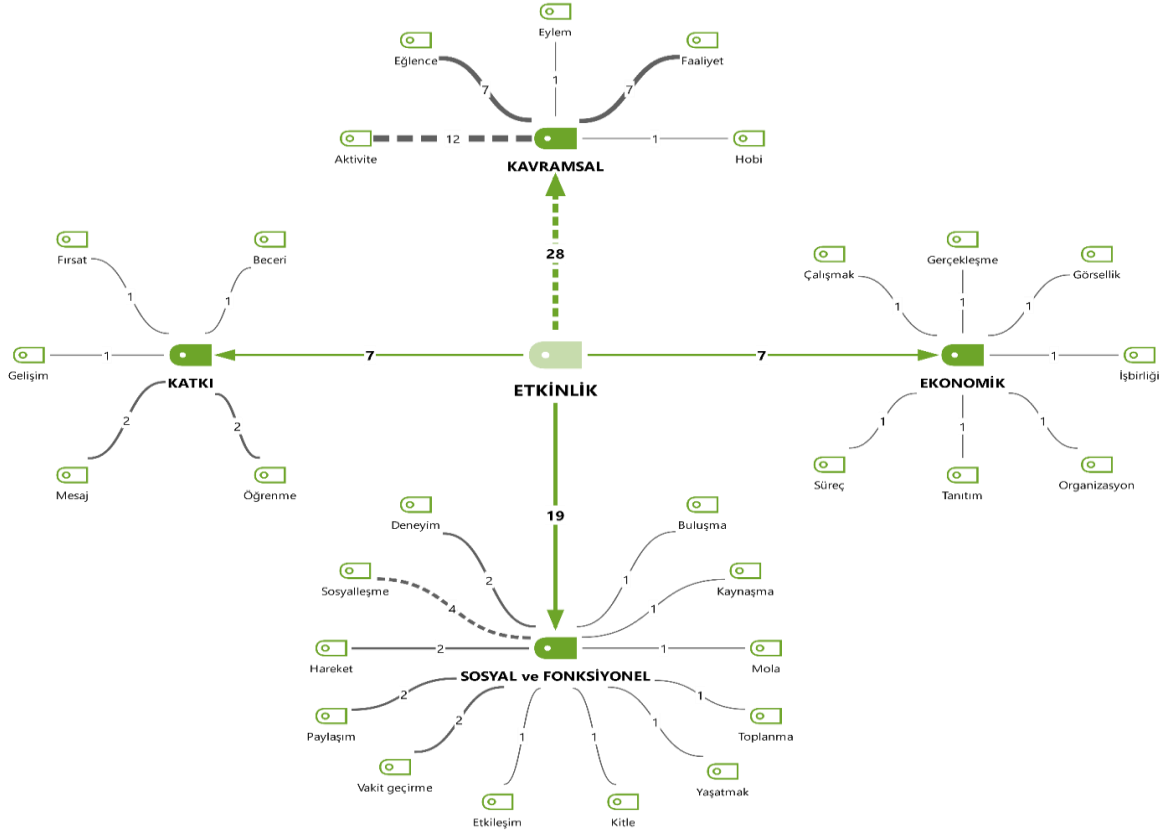 Eylem
Eğlence
Faaliyet
7
1
7
Aktivite
12
1
Hobi
KAVRAMSAL
28
Fırsat
Beceri
1
1
Çalışmak
Gerçekleşme
Görsellik
1
1
1
Gelişim
1
KATKI
7
ETKİNLİK
7
EKONOMİK
1
İşbirliği
2
2
Mesaj
Öğrenme
1
1
1
Süreç
Tanıtım
Organizasyon
19
Deneyim
2
Buluşma
1
Sosyalleşme
4
Kaynaşma
1
Hareket
2
1
Mola
SOSYAL ve FONKSİYONEL
Paylaşım
2
1
Toplanma
Vakit geçirme
2
1
Yaşatmak
1
1
Etkileşim
Kitle